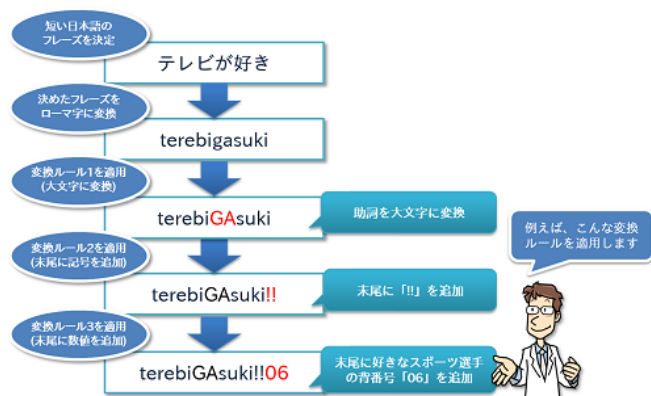 短い日本語の
フレーズを決定
テレビが好き
決めたフレーズを
ローマ字に変換
terebigasuki
変換ルール1を適用
(大文字に変換)
terebiGAsuki
助詞を大文字に変換
例えば、こんな変換
ルールを適用します
変換ルール2を適用
(末尾に記号を追加)
terebiGAsuki!!
末尾に「!!」を追加
変換ルール3を適用
(末尾に数値を追加)
terebiGAsuki!!06
末尾に好きなスポーツ選手
の背番号「06」を追加